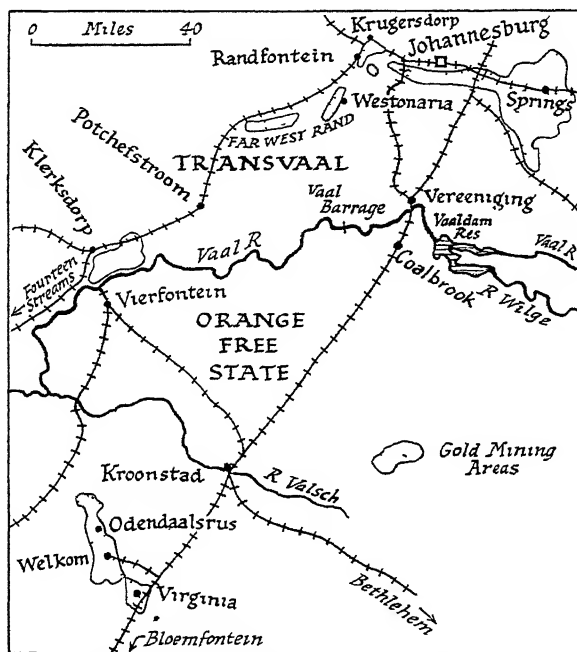 0 Miles 40
Krugersdorp
Johannesburg
Randfontein
Westonaria
Springs
FAR WEST RAND
Potchefstroom
TRANSVAAL
Klerksdorp
Vaal
Barrage
Vereeniging
Vaaldam
Res
Vaal R
Vaal R
Fourteen
Streams
Coalbrook
R Wilge
Vierfontein
ORANGE
FREE
STATE
Gold Mining
Areas
Kroonstad
R Valsch
Odendaalsrus
Welkom
Virginia
Bethlehem
Bloemfontein